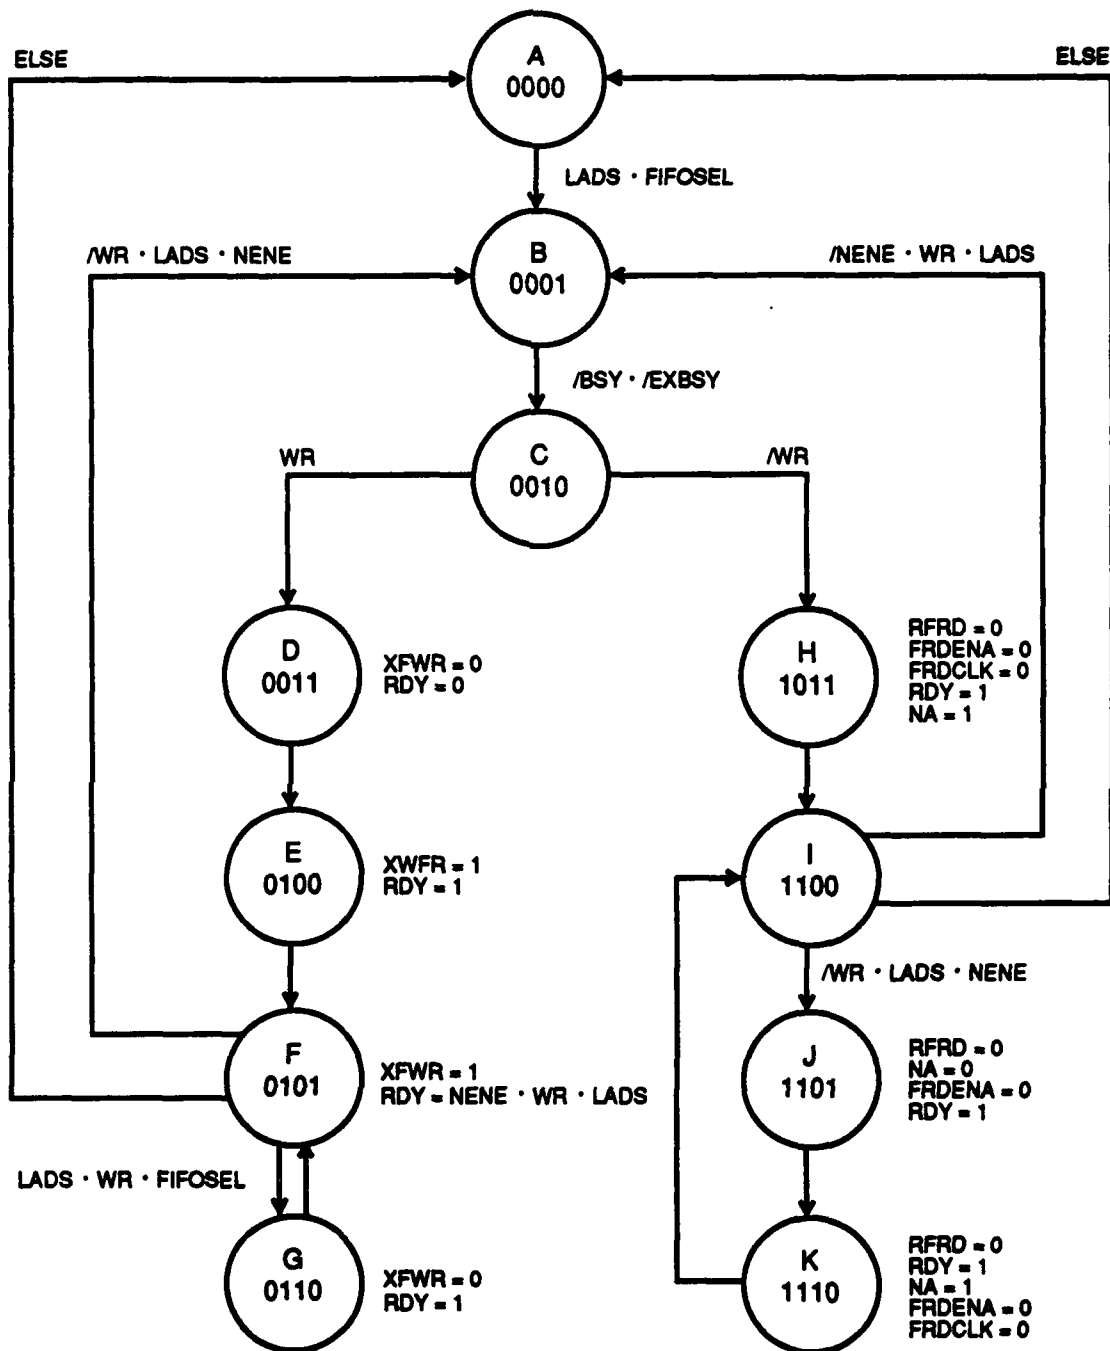 ELSE
A
0000
ELSE
LADS · FIFOSEL
/WR · LADS · NENE
B
0001
/NENE · WR · LADS
/BSY · /EXBSY
WR
C
0010
/WR
D
0011
XFWR = 0
RDY = 0
H
1011
RFRD = 0
FRDENA = 0
FRDCLK = 0
RDY = 1
NA = 1
E
0100
XWFR = 1
RDY = 1
I
1100
/WR · LADS · NENE
F
0101
XFWR = 1
RDY = NENE · WR · LADS
J
1101
RFRD = 0
NA = 0
FRDENA = 0
RDY = 1
LADS · WR · FIFOSEL
G
0110
XFWR = 0
RDY = 1
K
1110
RFRD = 0
RDY = 1
NA = 1
FRDENA = 0
FRDCLK = 0